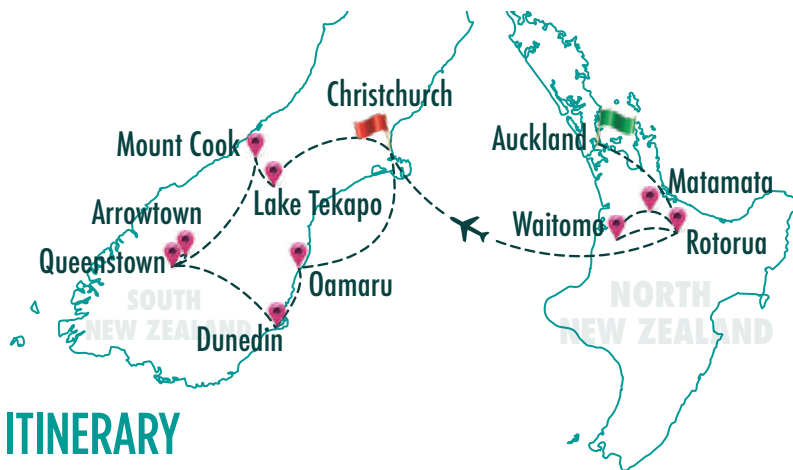 Christchurch
Auckland
Mount Cook
Matamata
Lake Tekapo
Arrowtown
Waitomo
Rotorua
Queenstown
Oamaru
SOUTH
NEW ZEALAND
NORTH
NEW ZEALAND
Dunedin
ITINERARY